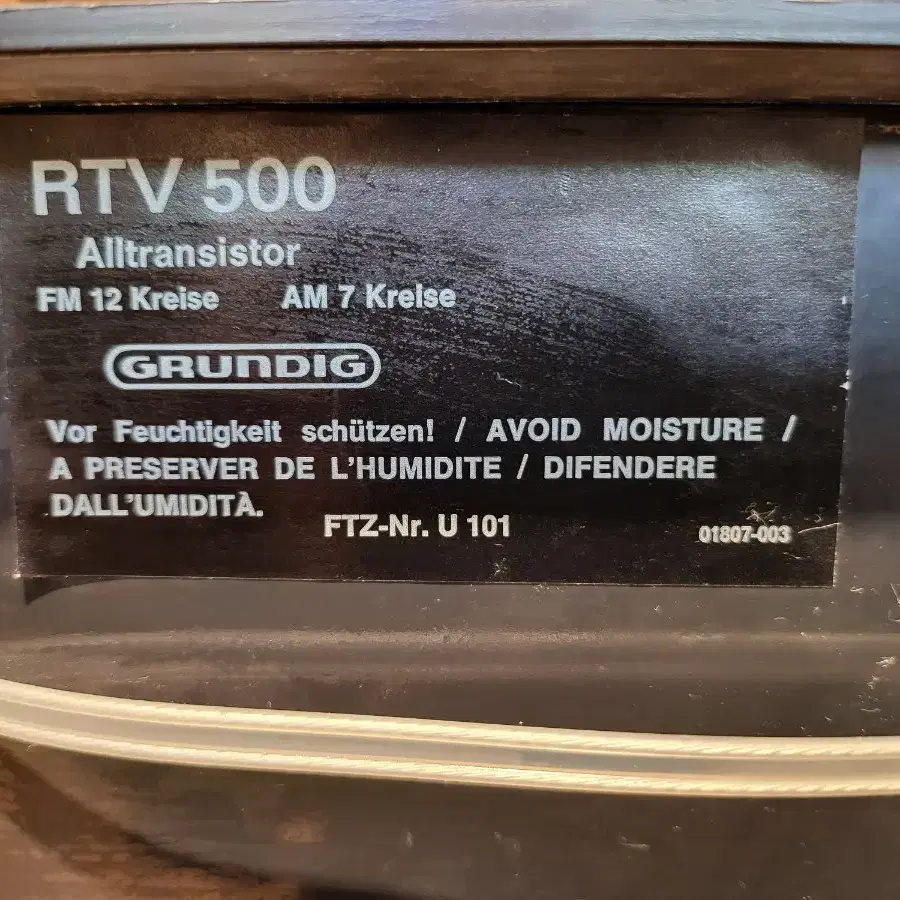 RTV 500
Alltransistor
FM 12 Kreise AM 7 Kreise
GRUNDIG
Vor Feuchtigkeit schützen! / AVOID MOISTURE /
A PRESERVER DE L'HUMIDITE / DIFENDERE
DALL'UMIDITÀ.
FTZ-Nr. U 101
01807-003